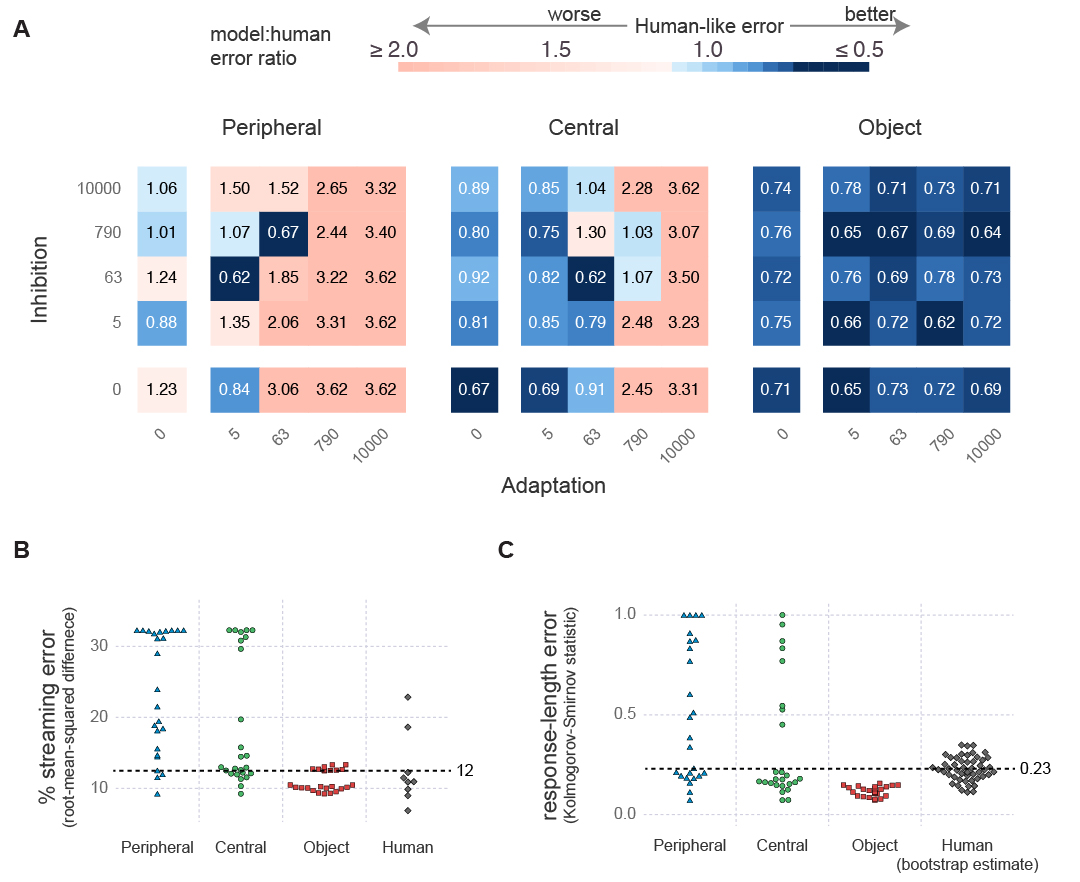 A
model:human
error ratio
worse
Human-like error
better
≥ 2.0 1.5 1.0 ≤ 0.5
Peripheral Central Object
Inhibition
10000 1.06 1.50 1.52 2.65 3.32 0.89 0.85 1.04 2.28 3.62 0.74 0.78 0.71 0.73 0.71
790 1.01 1.07 0.67 2.44 3.40 0.80 0.75 1.30 1.03 3.07 0.76 0.65 0.67 0.69 0.64
63 1.24 0.62 1.85 3.22 3.62 0.92 0.82 0.62 1.07 3.50 0.72 0.76 0.69 0.78 0.73
5 0.88 1.35 2.06 3.31 3.62 0.81 0.85 0.79 2.48 3.23 0.75 0.66 0.72 0.62 0.72
0 1.23 0.84 3.06 3.62 3.62 0.67 0.69 0.91 2.45 3.31 0.71 0.65 0.73 0.72 0.69
0 5 63 790 10000 0 5 63 790 10000 0 5 63 790 10000
Adaptation
B
% streaming error
(root-mean-squared differnece)
30
20
10
12
Peripheral Central Object Human
C
response-length error
(Kolmogorov-Smirnov statistic)
1.0
0.5
0.0
0.23
Peripheral Central Object Human
(bootstrap estimate)